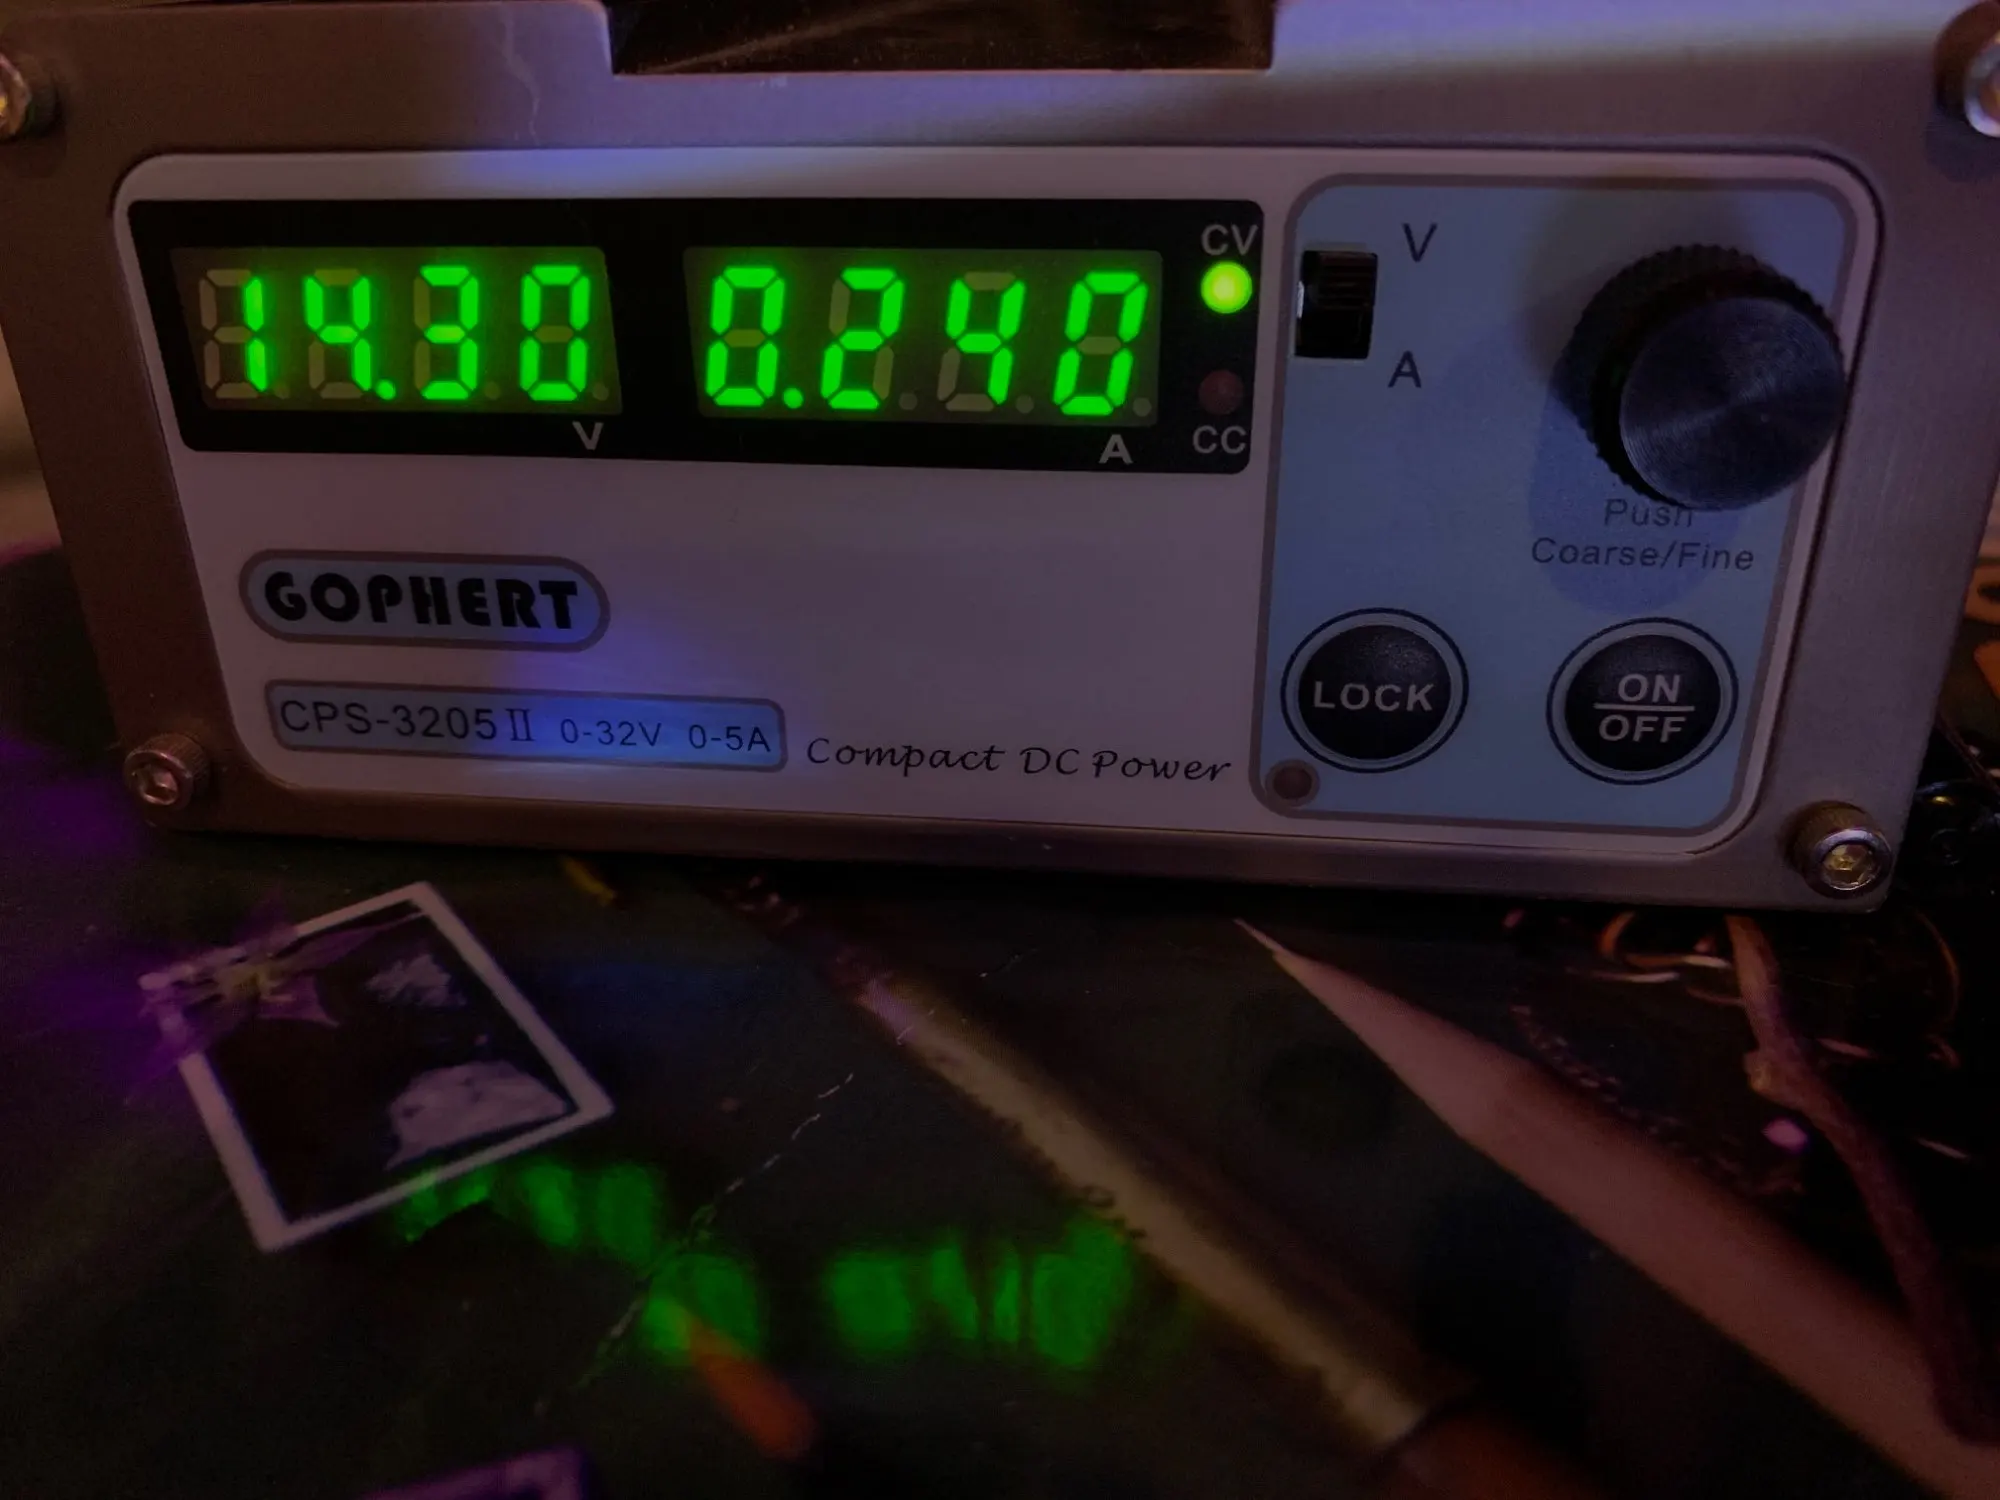 14.30
V
0.240
A
CV
CC
V
A
Push
Coarse/Fine
GOPHERT
CPS-3205II 0-32V 0-5A
Compact DC Power
LOCK
ON
OFF